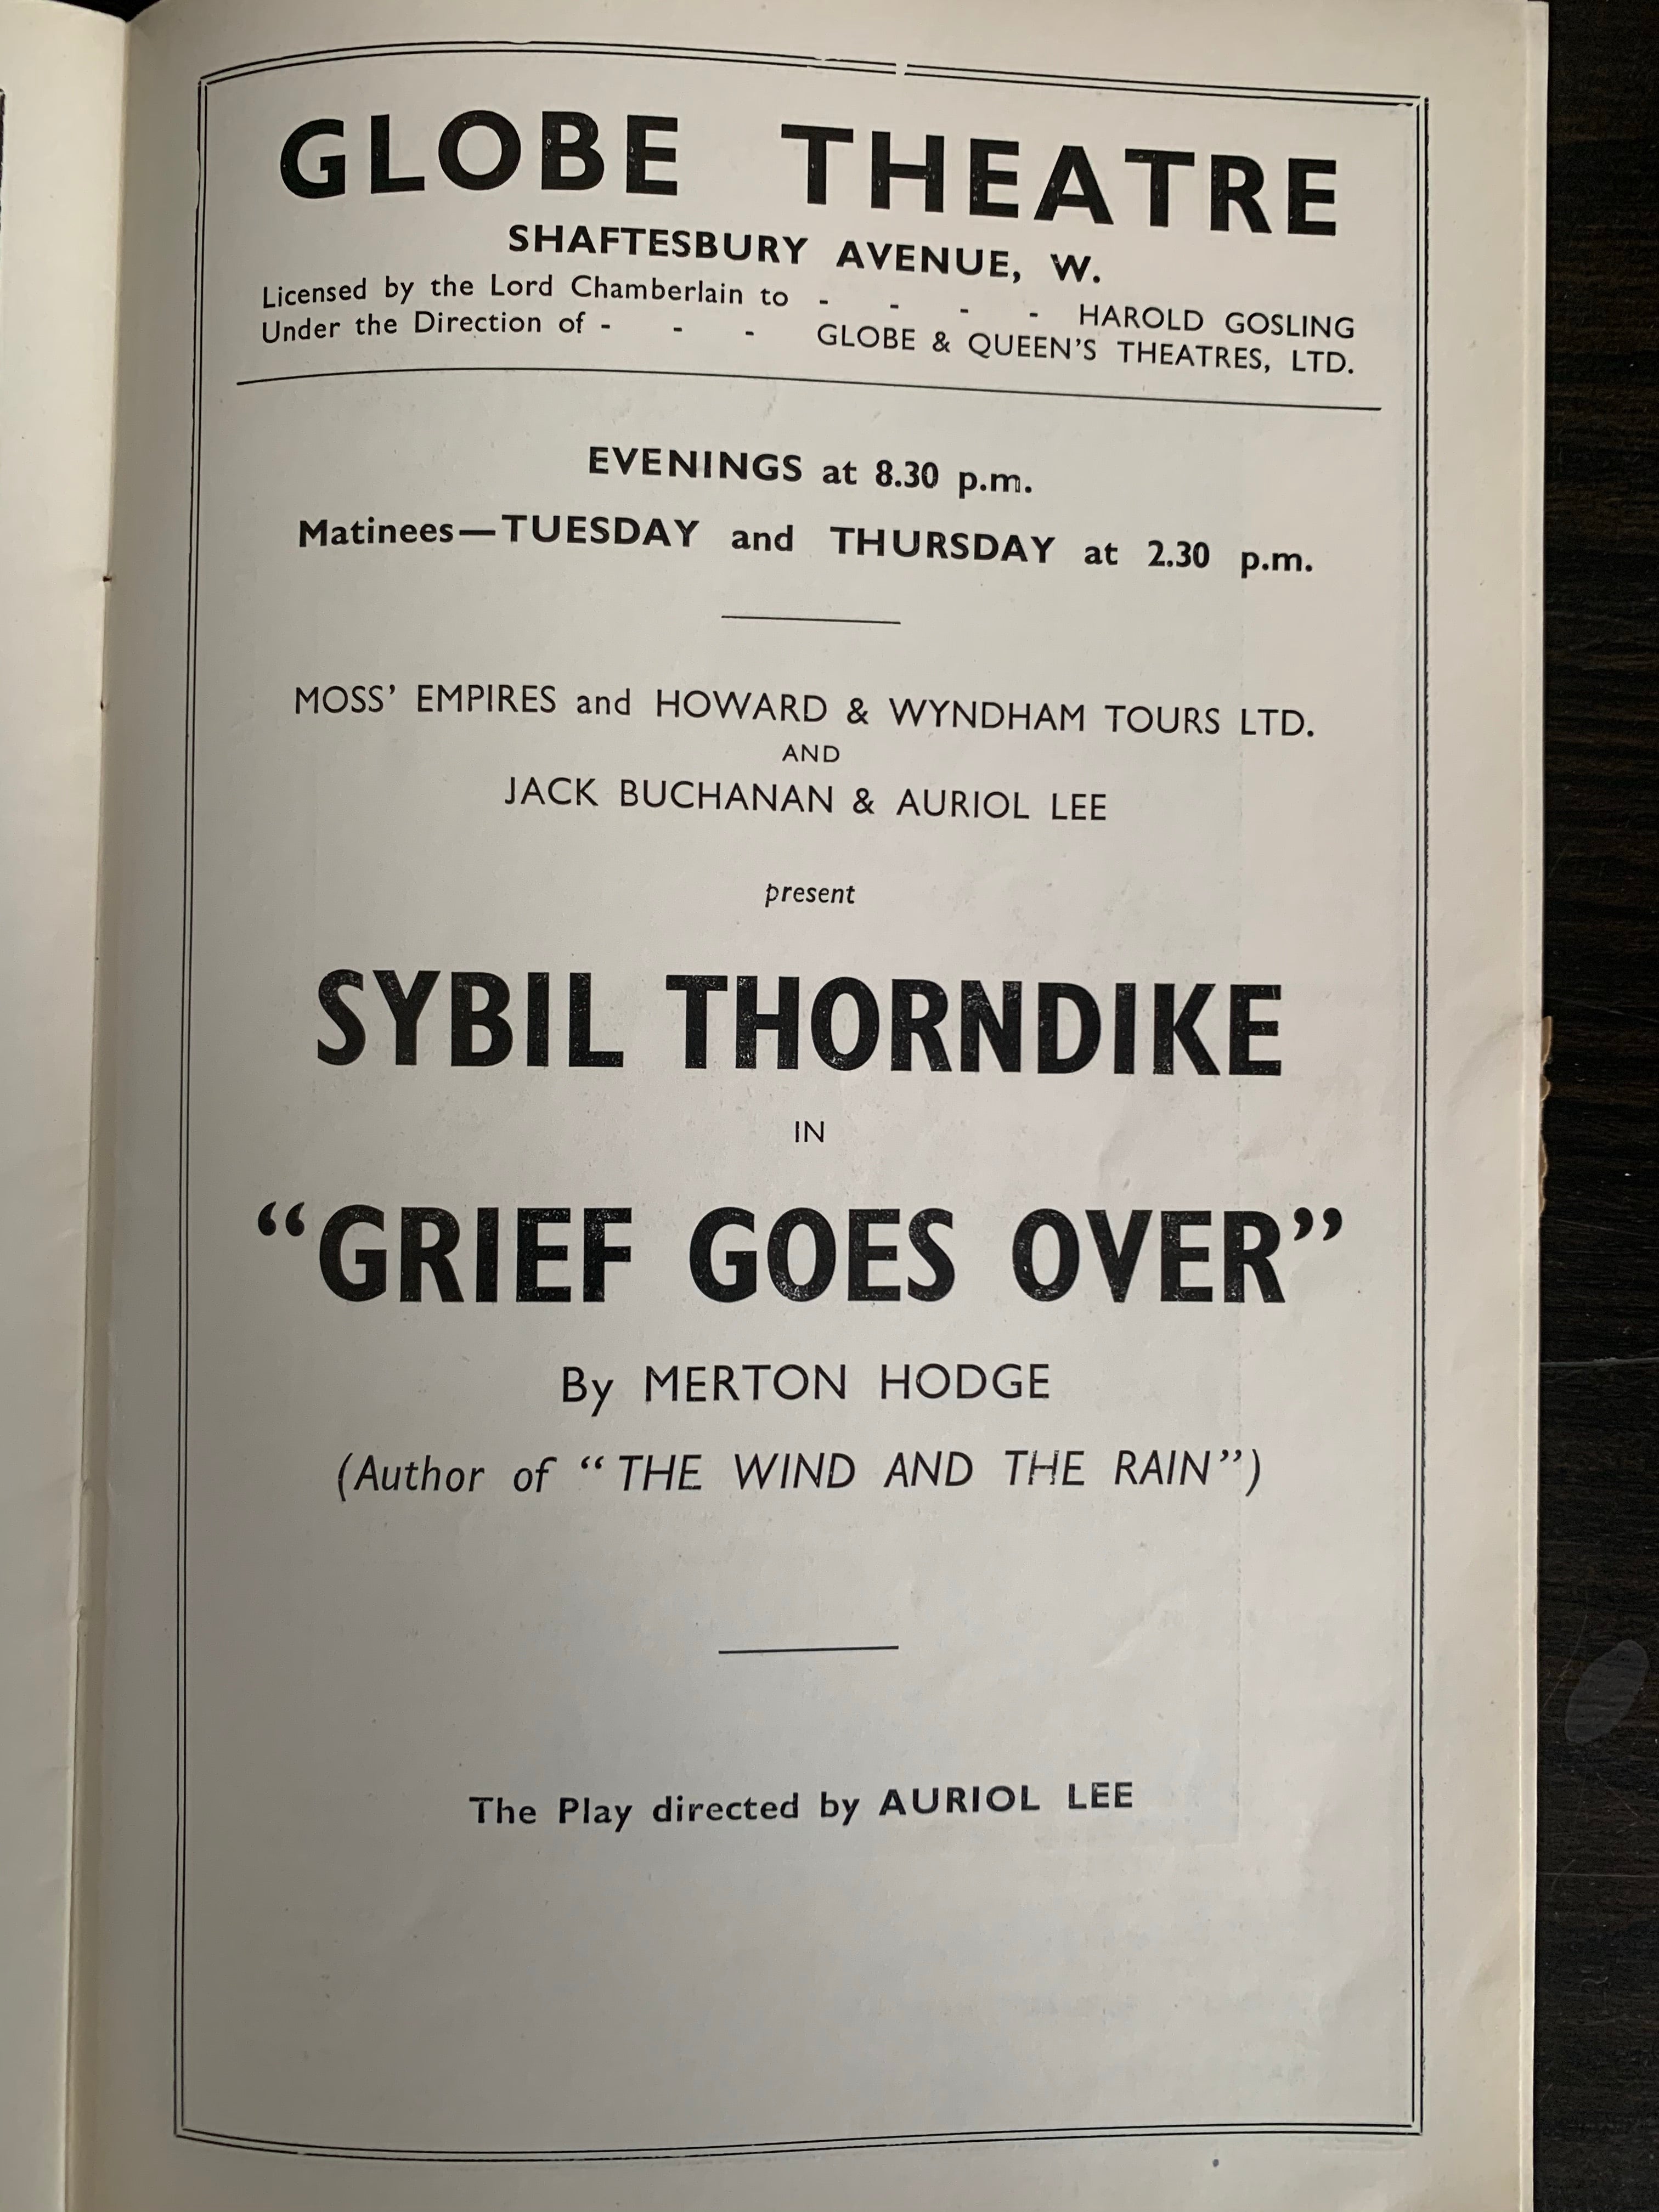 GLOBE THEATRE
SHAFTESBURY AVENUE, W.
Licensed by the Lord Chamberlain to - - - - HAROLD GOSLING
Under the Direction of - - - GLOBE & QUEEN'S THEATRES, LTD.
EVENINGS at 8.30 p.m.
Matinees—TUESDAY and THURSDAY at 2.30 p.m.
MOSS' EMPIRES and HOWARD & WYNDHAM TOURS LTD.
AND
JACK BUCHANAN & AURIOL LEE
present
SYBIL THORNDIKE
IN
“GRIEF GOES OVER”
By MERTON HODGE
(Author of “THE WIND AND THE RAIN”)
The Play directed by AURIOL LEE